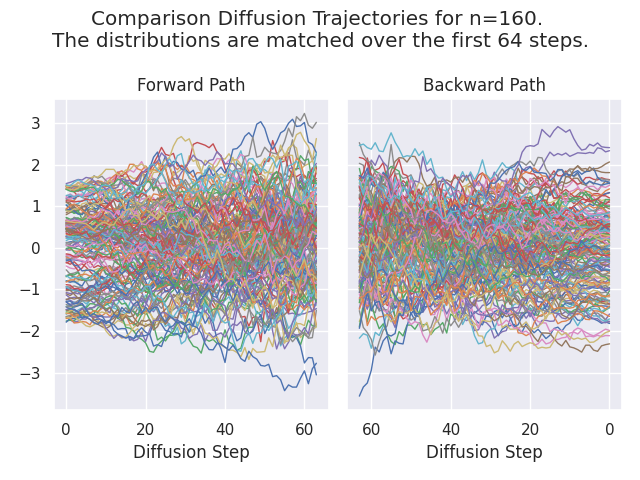 Comparison Diffusion Trajectories for n=160.
The distributions are matched over the first 64 steps.
Forward Path
Backward Path
3
2
1
0
−1
−2
−3
0 20 40 60
60 40 20 0
Diffusion Step
Diffusion Step